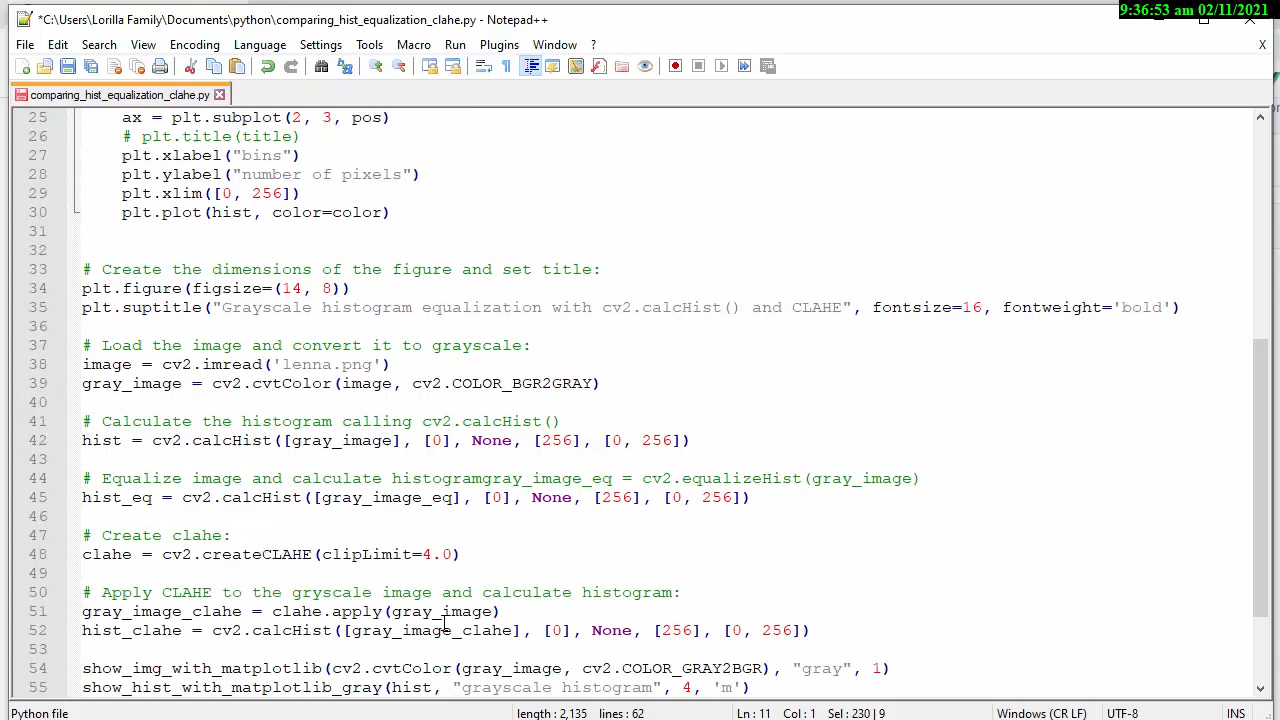 9:36:53 am 02/11/2021
*C:\Users\Lorilla Family\Documents\python\comparing_hist_equalization_clahe.py - Notepad++
File Edit Search View Encoding Language Settings Tools Macro Run Plugins Window ? X
comparing_hist_equalization_clahe.py
25 ax = plt.subplot(2, 3, pos)
26 # plt.title(title)
27 plt.xlabel("bins")
28 plt.ylabel("number of pixels")
29 plt.xlim([0, 256])
30 plt.plot(hist, color=color)
31
32
33 # Create the dimensions of the figure and set title:
34 plt.figure(figsize=(14, 8))
35 plt.suptitle("Grayscale histogram equalization with cv2.calcHist() and CLAHE", fontsize=16, fontweight='bold')
36
37 # Load the image and convert it to grayscale:
38 image = cv2.imread('lenna.png')
39 gray_image = cv2.cvtColor(image, cv2.COLOR_BGR2GRAY)
40
41 # Calculate the histogram calling cv2.calcHist()
42 hist = cv2.calcHist([gray_image], [0], None, [256], [0, 256])
43
44 # Equalize image and calculate histogramgray_image_eq = cv2.equalizeHist(gray_image)
45 hist_eq = cv2.calcHist([gray_image_eq], [0], None, [256], [0, 256])
46
47 # Create clahe:
48 clahe = cv2.createCLAHE(clipLimit=4.0)
49
50 # Apply CLAHE to the gryscale image and calculate histogram:
51 gray_image_clahe = clahe.apply(gray_image)
52 hist_clahe = cv2.calcHist([gray_image_clahe], [0], None, [256], [0, 256])
53
54 show_img_with_matplotlib(cv2.cvtColor(gray_image, cv2.COLOR_GRAY2BGR), "gray", 1)
55 show_hist_with_matplotlib_gray(hist, "grayscale histogram", 4, 'm')
Python file length : 2,135 lines : 62 Ln : 11 Col : 1 Sel : 230 | 9 Windows (CR LF) UTF-8 INS